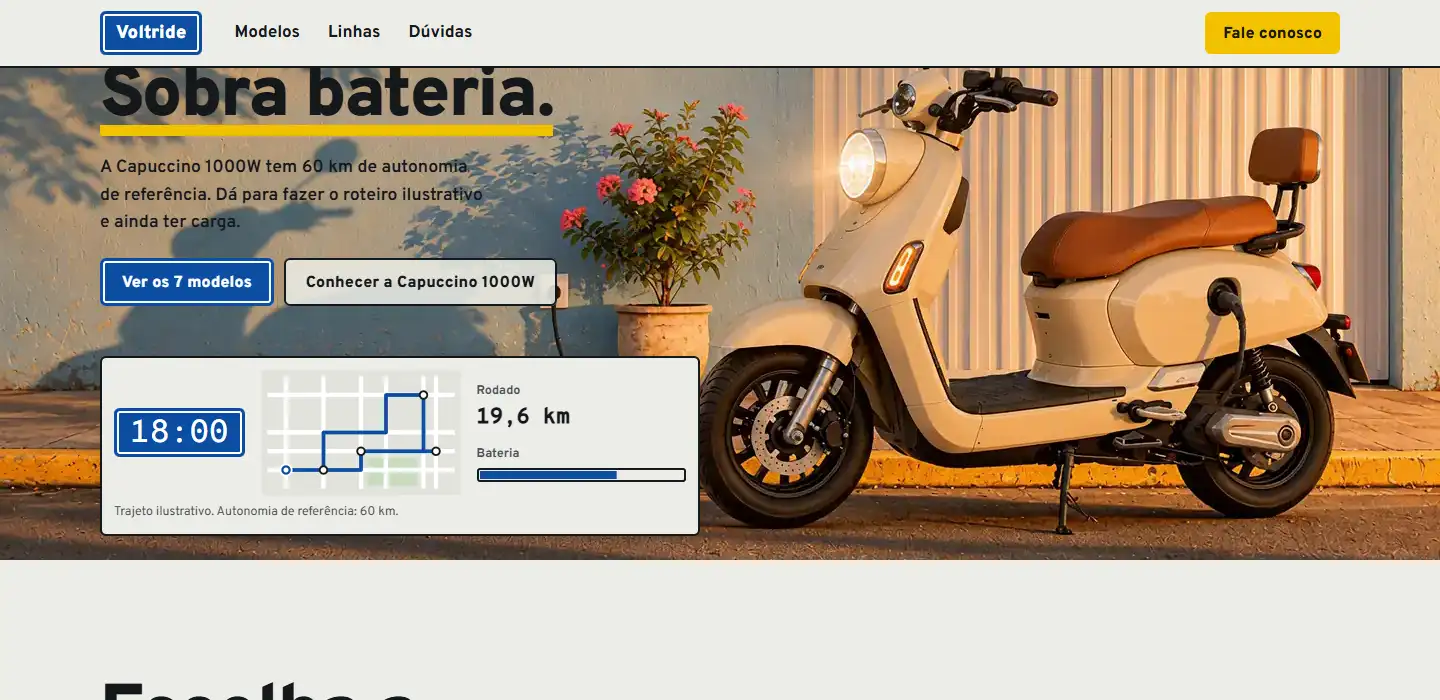 Voltride
Modelos
Linhas
Dúvidas
Fale conosco
Sobra bateria.
A Capuccino 1000W tem 60 km de autonomia
de referência. Dá para fazer o roteiro ilustrativo
e ainda ter carga.
Ver os 7 modelos
Conhecer a Capuccino 1000W
18:00
Rodado
19,6 km
Bateria
Trajeto ilustrativo. Autonomia de referência: 60 km.
Escolha a